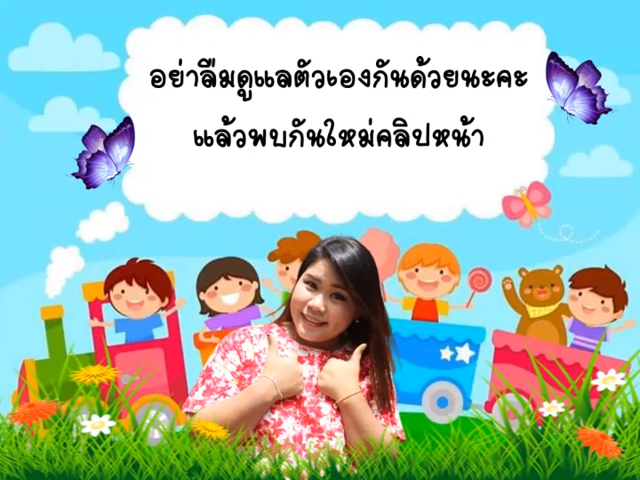 อย่าลืมดูแลตัวเองกันด้วยนะคะ
แล้วพบกันใหม่คลิปหน้า